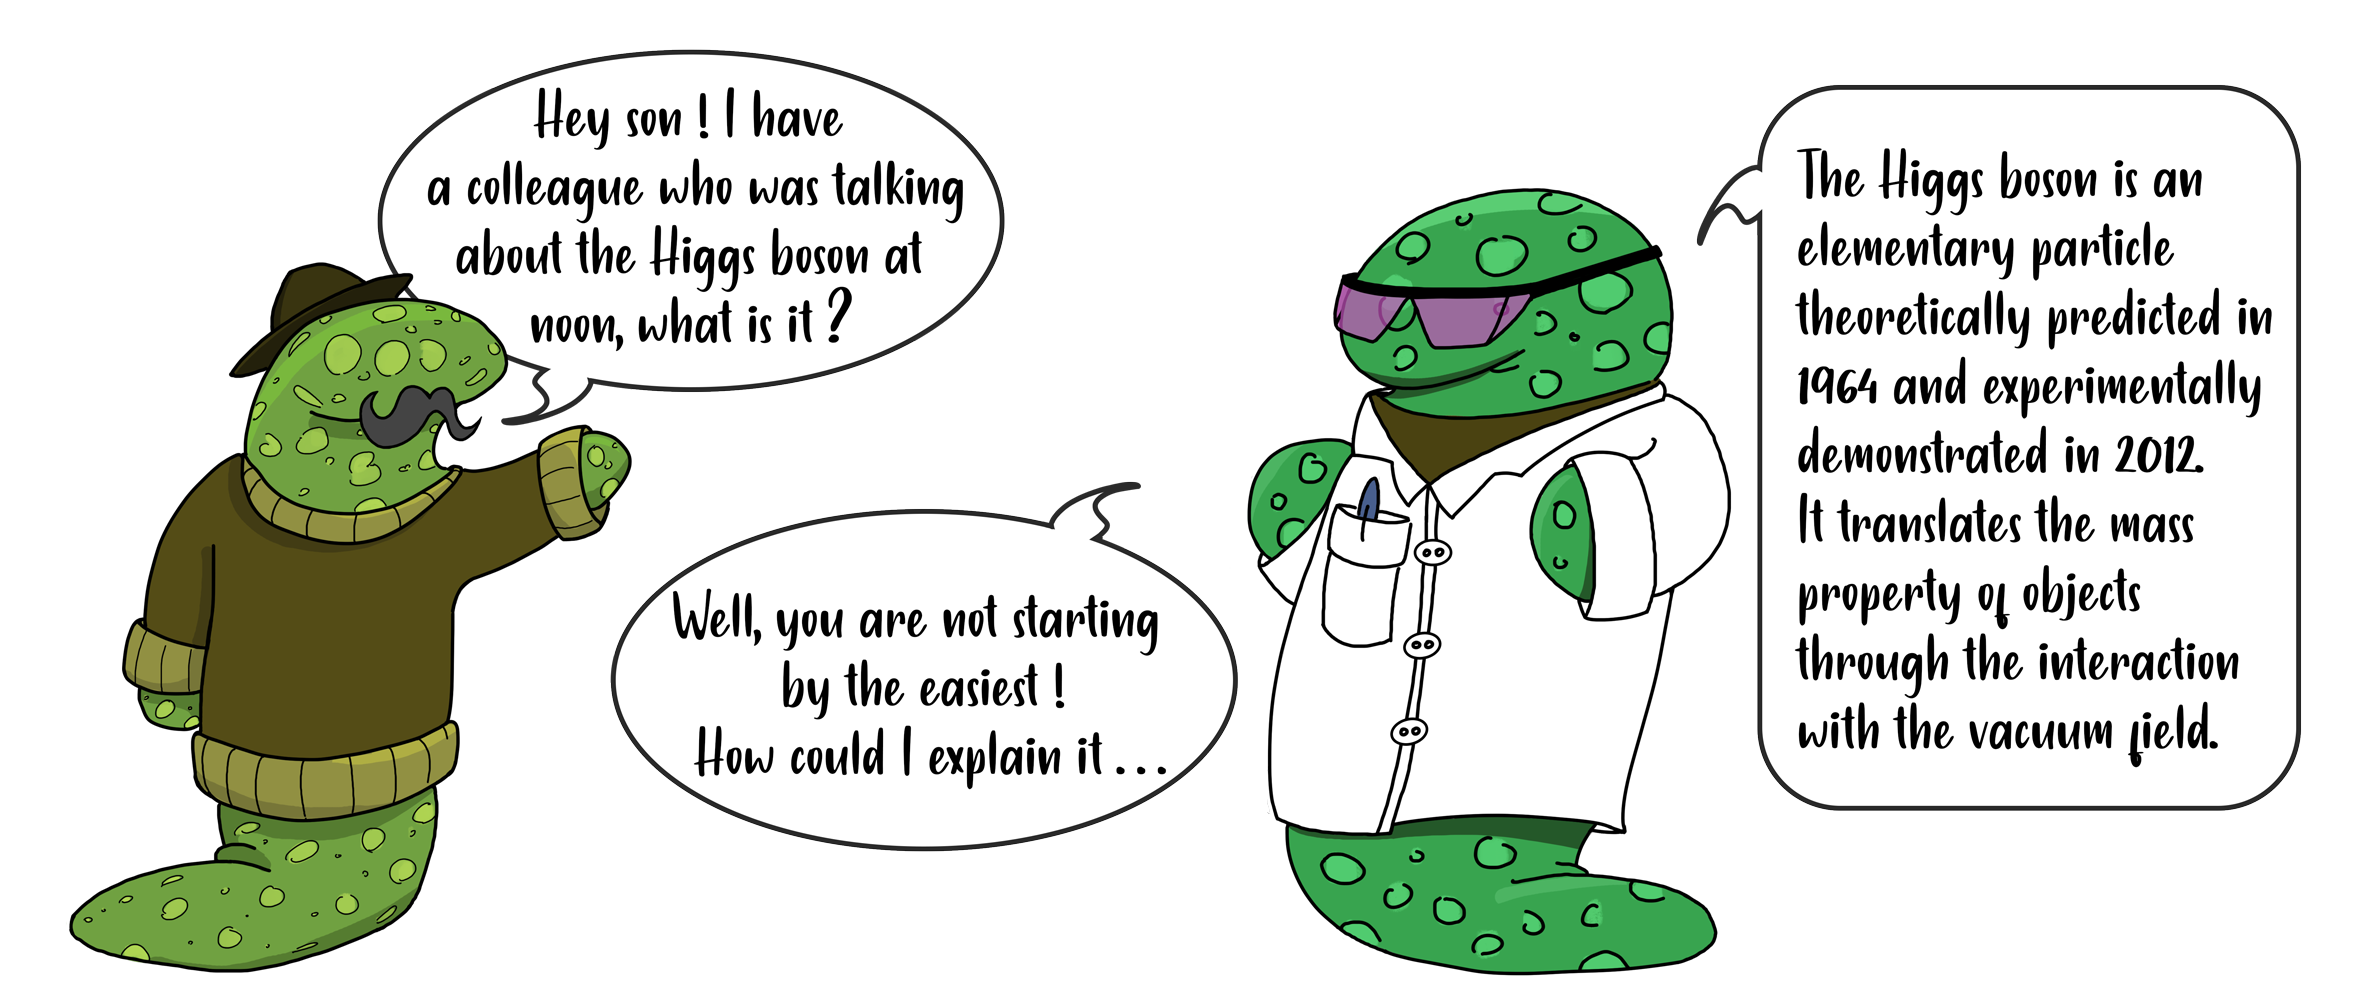 Hey son ! I have
a colleague who was talking
about the Higgs boson at
noon, what is it ?
Well, you are not starting
by the easiest !
How could I explain it ...
The Higgs boson is an
elementary particle
theoretically predicted in
1964 and experimentally
demonstrated in 2012.
It translates the mass
property of objects
through the interaction
with the vacuum field.